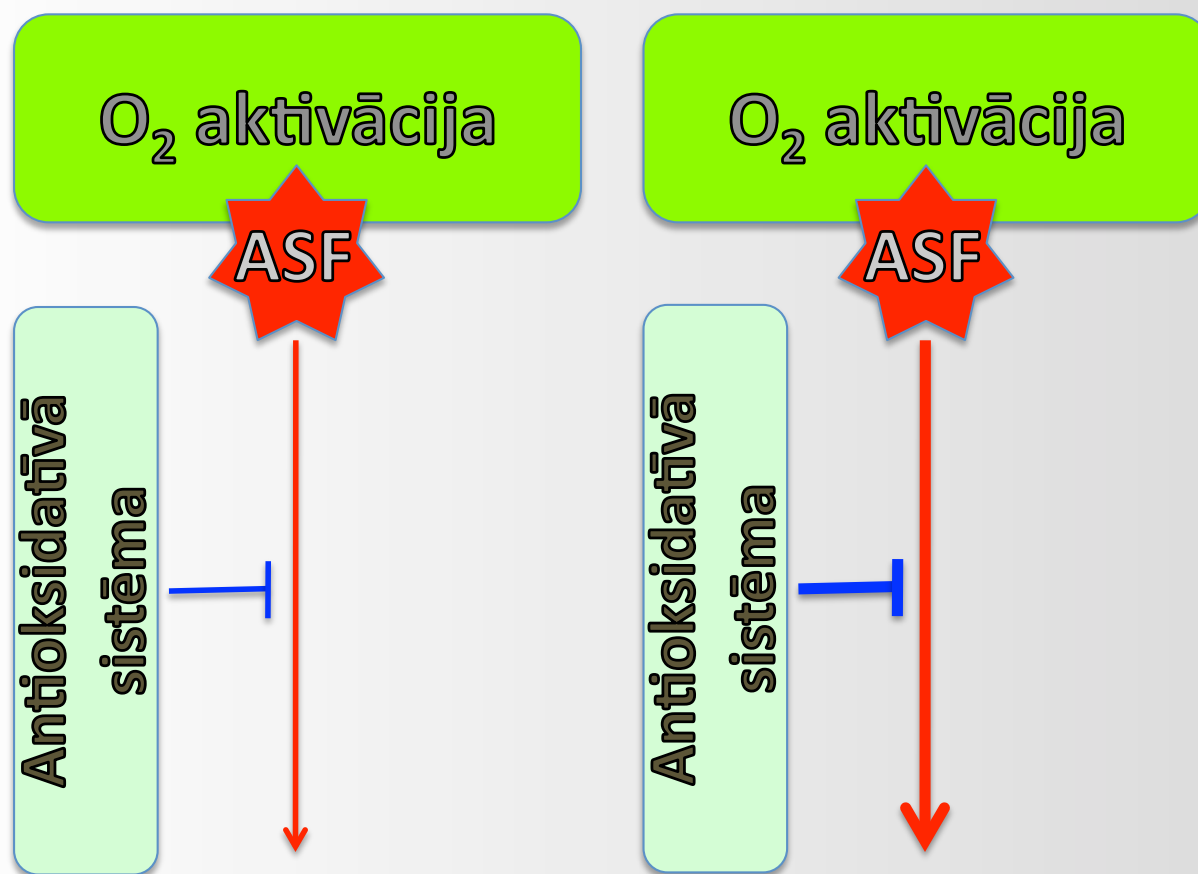 O₂ aktivācija
ASF
Antioksidatīvā
sistēma
O₂ aktivācija
ASF
Antioksidatīvā
sistēma